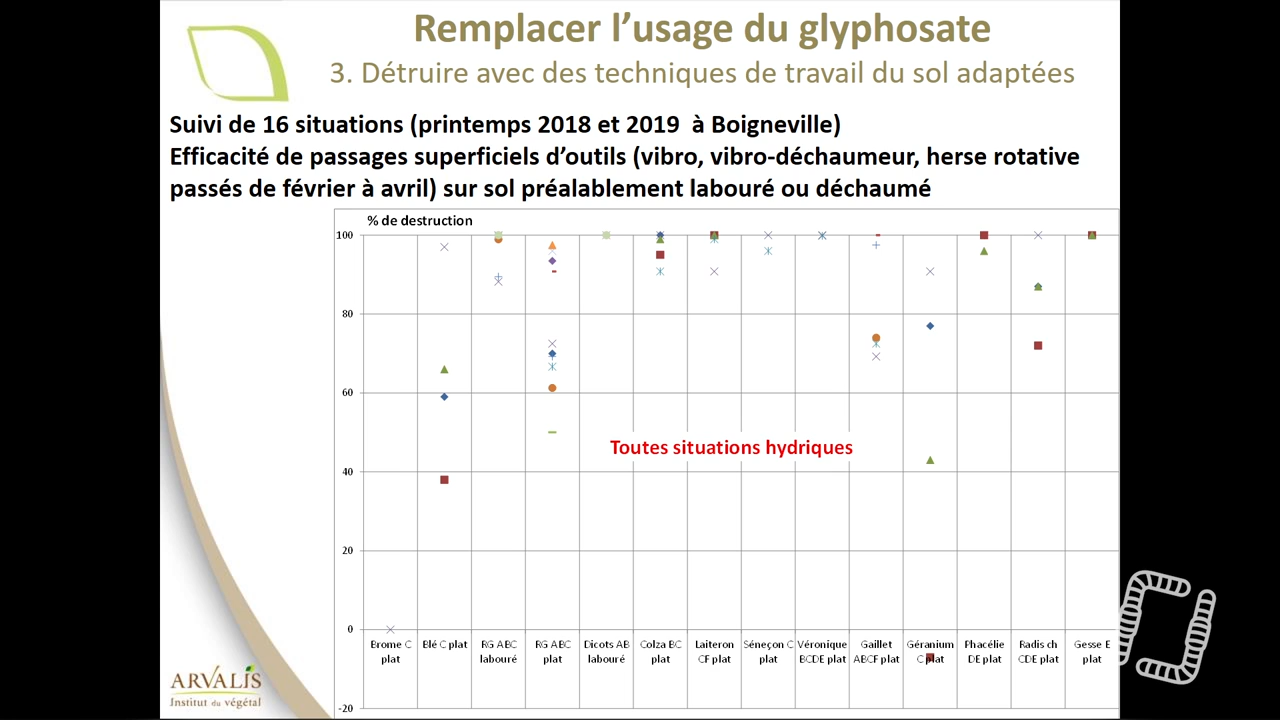 Remplacer l’usage du glyphosate
3. Détruire avec des techniques de travail du sol adaptées
Suivi de 16 situations (printemps 2018 et 2019 à Boigneville)
Efficacité de passages superficiels d’outils (vibro, vibro-déchaumeur, herse rotative
passés de février à avril) sur sol préalablement labouré ou déchaumé
% de destruction
100
80
60
40
20
0
-20
Toutes situations hydriques
Brome C plat
Blé C plat
RG ABC labouré
RG ABC plat
Dicots AB labouré
Colza BC plat
Laiteron CF plat
Séneçon C plat
Véronique BCDE plat
Gaillet ABCF plat
Géranium C plat
Phacélie DE plat
Radis ch CDE plat
Gesse E plat
ARVALIS
Institut du végétal